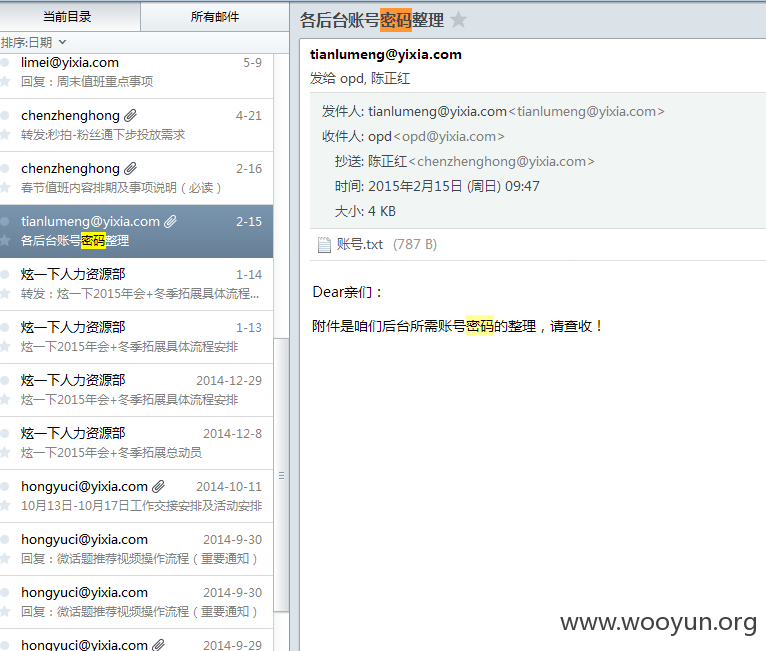 当前目录
所有邮件
排序:日期
limei@yixia.com 5-9
回复：周末值班重点事项
chenzhenghong 4-21
转发:秒拍-粉丝通下步投放需求
chenzhenghong 2-16
春节值班内容排期及事项说明（必读）
tianlumeng@yixia.com 2-15
各后台账号密码整理
炫一下人力资源部 1-14
转发：炫一下2015年会+冬季拓展具体流程...
炫一下人力资源部 1-13
炫一下2015年会+冬季拓展具体流程安排
炫一下人力资源部 2014-12-29
炫一下2015年会+冬季拓展具体流程安排
炫一下人力资源部 2014-12-8
炫一下2015年会+冬季拓展总动员
hongyuci@yixia.com 2014-10-11
10月13日-10月17日工作交接安排及活动安排
hongyuci@yixia.com 2014-9-30
回复：微话题推荐视频操作流程（重要通知）
hongyuci@yixia.com 2014-9-30
回复：微话题推荐视频操作流程（重要通知）
hongyuci@yixia.com 2014-9-29
各后台账号密码整理
tianlumeng@yixia.com
发给 opd, 陈正红
发件人: tianlumeng@yixia.com<tianlumeng@yixia.com>
收件人: opd<opd@yixia.com>
抄送: 陈正红<chenzhenghong@yixia.com>
时间: 2015年2月15日 (周日) 09:47
大小: 4 KB
账号.txt (787 B)
Dear亲们：
附件是咱们后台所需账号密码的整理，请查收！
www.wooyun.org